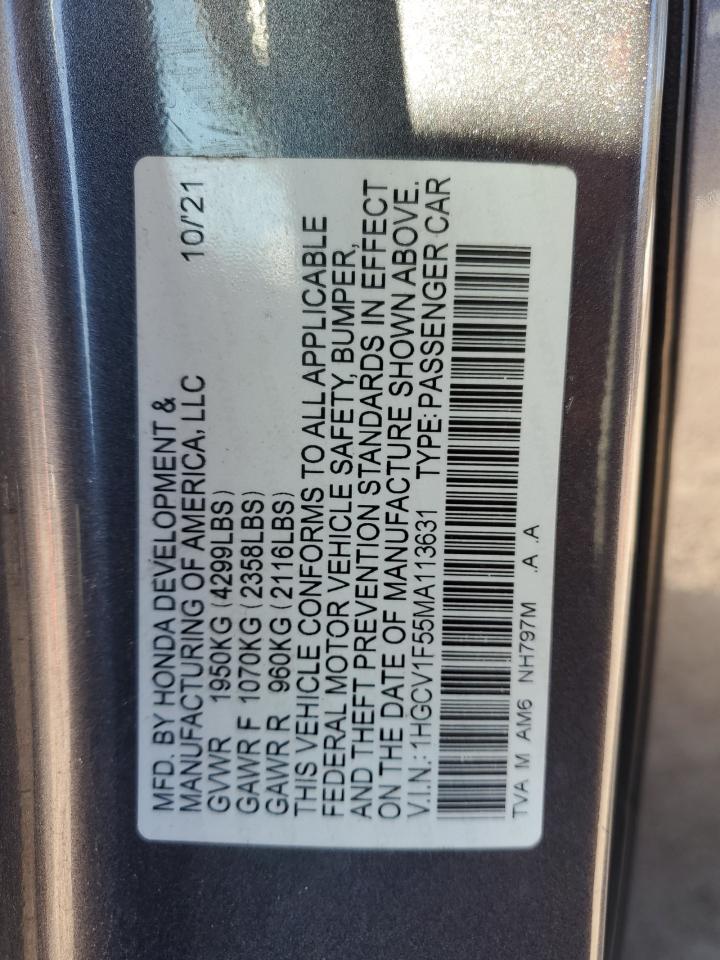 MFD. BY HONDA DEVELOPMENT &
MANUFACTURING OF AMERICA, LLC 10/'21
GVWR 1950KG (4299LBS)
GAWR F 1070KG (2358LBS)
GAWR R 960KG (2116LBS)
THIS VEHICLE CONFORMS TO ALL APPLICABLE
FEDERAL MOTOR VEHICLE SAFETY, BUMPER,
AND THEFT PREVENTION STANDARDS IN EFFECT
ON THE DATE OF MANUFACTURE SHOWN ABOVE.
V.I.N.: 1HGCV1F55MA113631 TYPE: PASSENGER CAR
TVA M AM6 NH797M .A .A